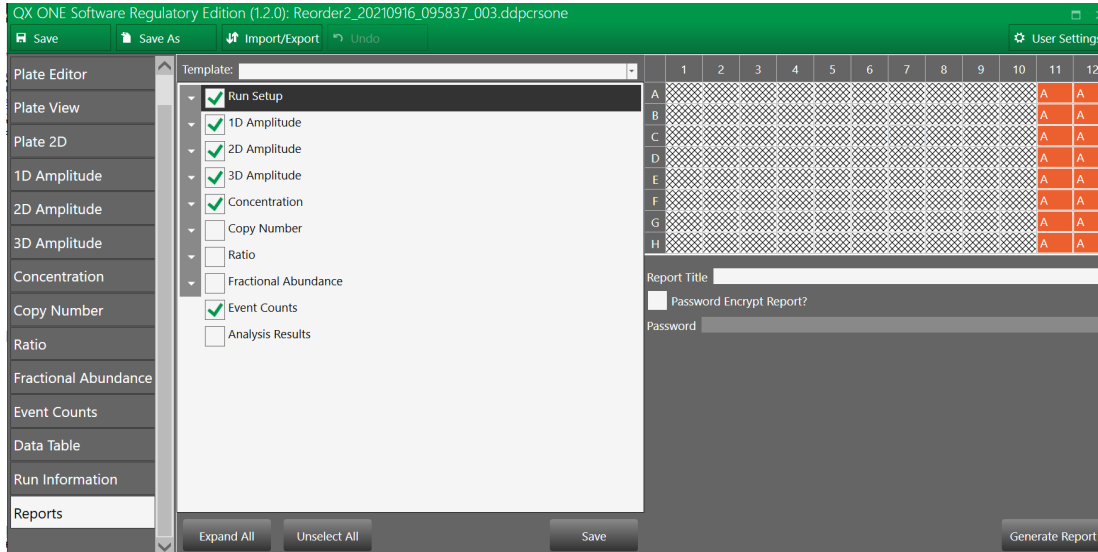 QX ONE Software Regulatory Edition (1.2.0): Reorder2_20210916_095837_003.ddpcrsone
Save
Save As
Import/Export
Undo
User Settings
Plate Editor
Plate View
Plate 2D
1D Amplitude
2D Amplitude
3D Amplitude
Concentration
Copy Number
Ratio
Fractional Abundance
Event Counts
Data Table
Run Information
Reports
Template:
Run Setup
1D Amplitude
2D Amplitude
3D Amplitude
Concentration
Copy Number
Ratio
Fractional Abundance
Event Counts
Analysis Results
Expand All
Unselect All
Save
1 2 3 4 5 6 7 8 9 10 11 12
A A A
B A A
C A A
D A A
E A A
F A A
G A A
H A A
Report Title
Password Encrypt Report?
Password
Generate Report